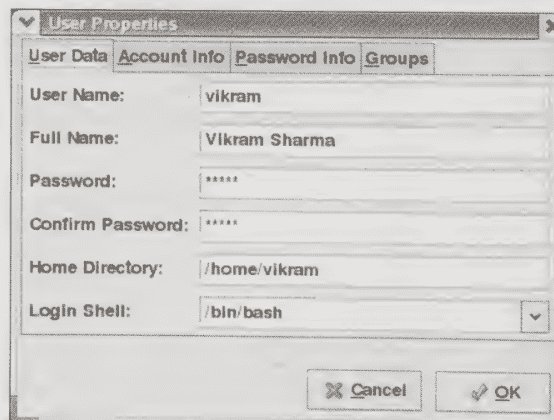 User Properties
User Data Account Info Password Info Groups
User Name: vikram
Full Name: Vikram Sharma
Password: *****
Confirm Password: *****
Home Directory: /home/vikram
Login Shell: /bin/bash
Cancel OK